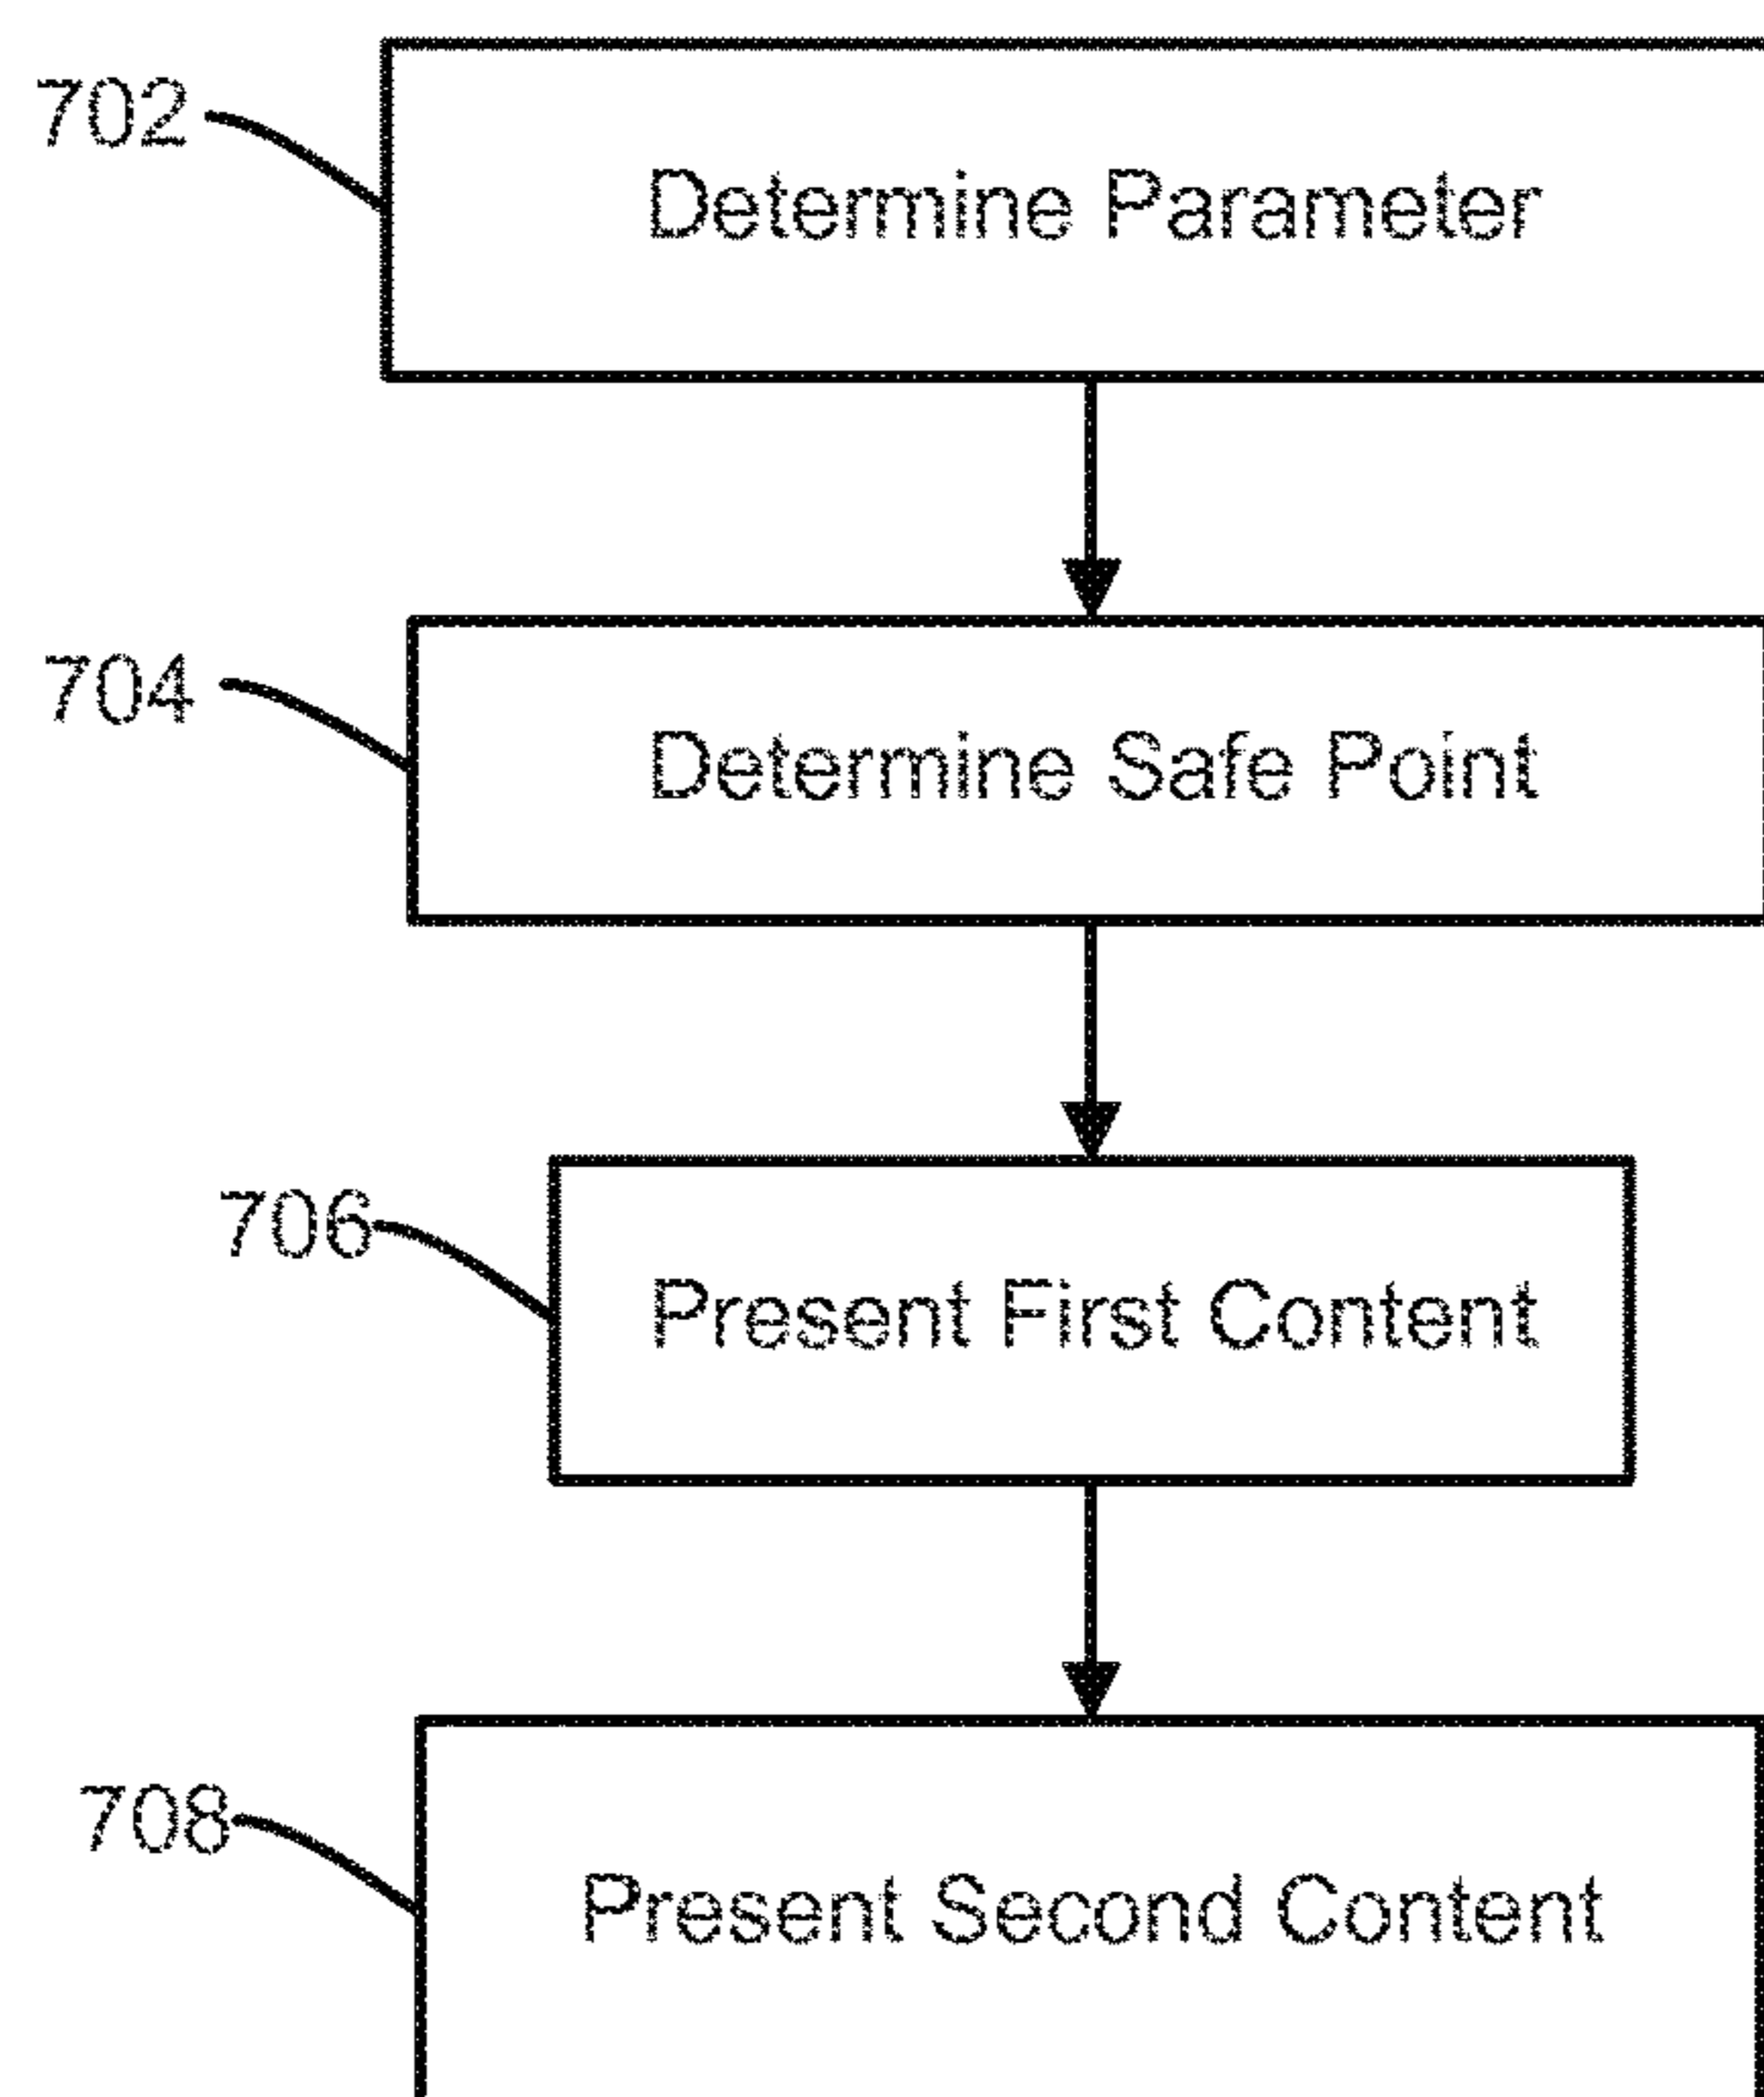 702
Determine Parameter
704
Determine Safe Point
706
Present First Content
708
Present Second Content